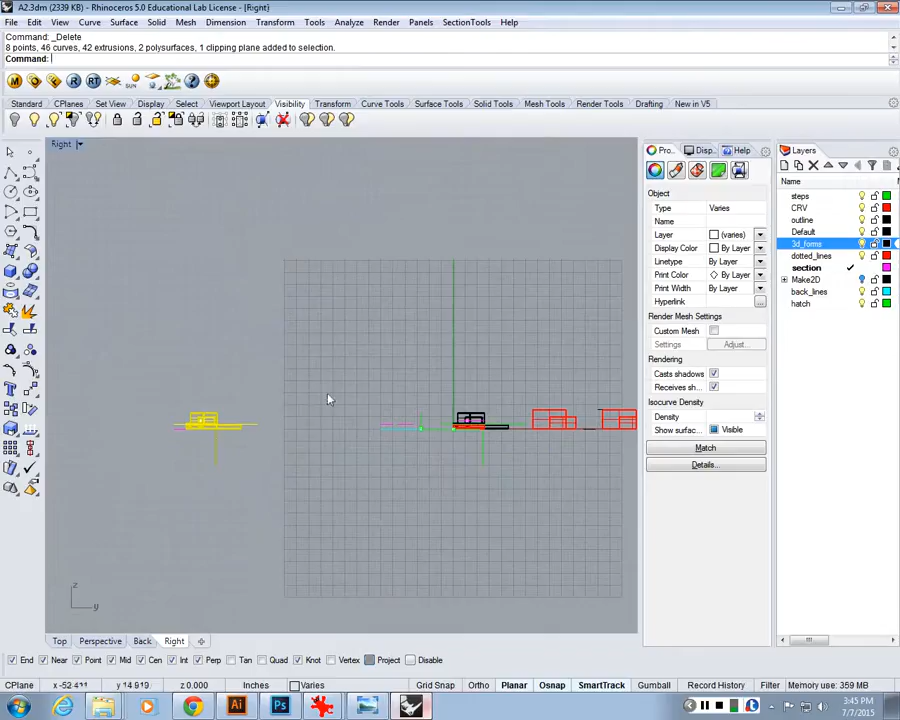 A2.3dm (2339 KB) - Rhinoceros 5.0 Educational Lab License - [Right]
File Edit View Curve Surface Solid Mesh Dimension Transform Tools Analyze Render Panels SectionTools Help
Command: _Delete
8 points, 46 curves, 42 extrusions, 2 polysurfaces, 1 clipping plane added to selection.
Command:
Standard CPlanes Set View Display Select Viewport Layout Visibility Transform Curve Tools Surface Tools Solid Tools Mesh Tools Render Tools Drafting New in V5
Right
Pro... Disp... Help
Object
Type Varies
Name
Layer (varies)
Display Color By Layer
Linetype By Layer
Print Color By Layer
Print Width By Layer
Hyperlink
Render Mesh Settings
Custom Mesh
Settings Adjust...
Rendering
Casts shadows
Receives sh...
Isocurve Density
Density
Show surfac... Visible
Match
Details...
Layers
Name
steps
CRV
outline
Default
3d_forms
dotted_lines
section
Make2D
back_lines
hatch
z
y
Top Perspective Back Right
End Near Point Mid Cen Int Perp Tan Quad Knot Vertex Project Disable
CPlane x -52.411 y 14.919 z 0.000 Inches Varies Grid Snap Ortho Planar Osnap SmartTrack Gumball Record History Filter Memory use: 359 MB
Ai Ps
3:45 PM
7/7/2015